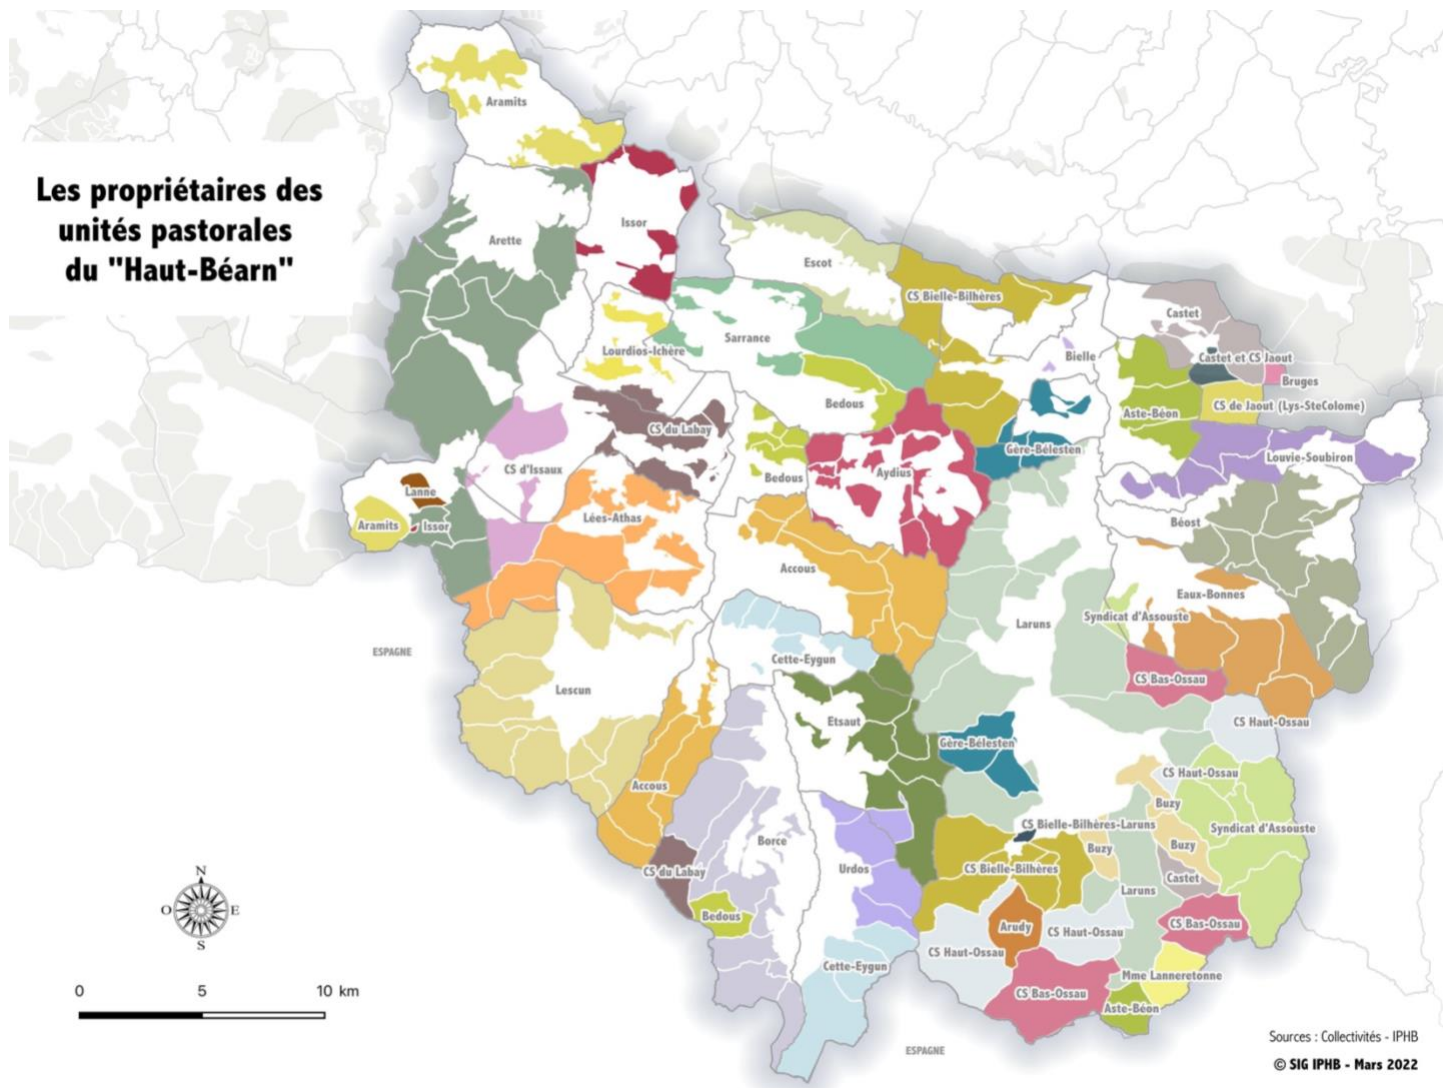 Les propriétaires des
unités pastorales
du "Haut-Béarn"
Aramits
Issor
Arette
Escot
CS Bielle-Bilhères
Castet
Sarrance
Lourdios-Ichère
Bielle
Castet et CS Jaout
Bruges
Bedous
Aste-Béon
CS de Jaout (Lys-SteColome)
CS du Labay
Gère-Bélesten
Louvie-Soubiron
CS d'Issaux
Bedous
Aydius
Lanne
Aramits
Issor
Lées-Athas
Béost
Accous
Eaux-Bonnes
Syndicat d'Assouste
Laruns
ESPAGNE
Cette-Eygun
CS Bas-Ossau
Lescun
Etsaut
CS Haut-Ossau
Gère-Bélesten
CS Haut-Ossau
Accous
Buzy
CS Bielle-Bilhères-Laruns
Syndicat d'Assouste
Borce
Buzy
Buzy
CS du Labay
Urdos
CS Bielle-Bilhères
Castet
Laruns
Bedous
Arudy
CS Haut-Ossau
CS Bas-Ossau
CS Haut-Ossau
Cette-Eygun
Mme Lanneretonne
CS Bas-Ossau
Aste-Béon
ESPAGNE
N
O
E
S
0
5
10 km
Sources : Collectivités - IPHB
© SIG IPHB - Mars 2022